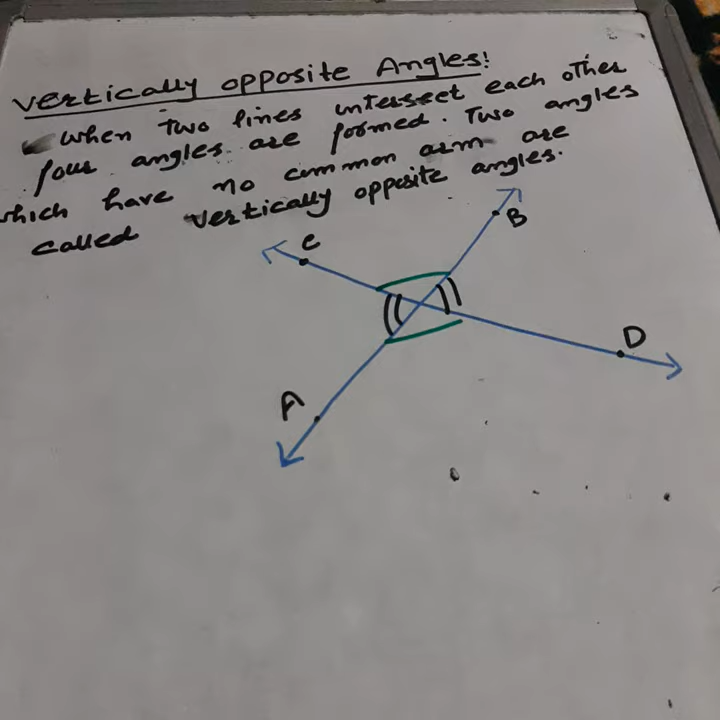 Vertically opposite Angles!
when two lines intersect each other
four angles are formed. Two angles
which have no common arm are
called vertically opposite angles.
C
B
D
A